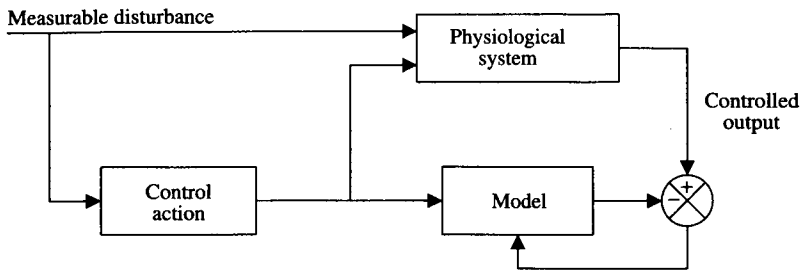 Measurable disturbance
Physiological
system
Controlled
output
Control
action
Model
+
−